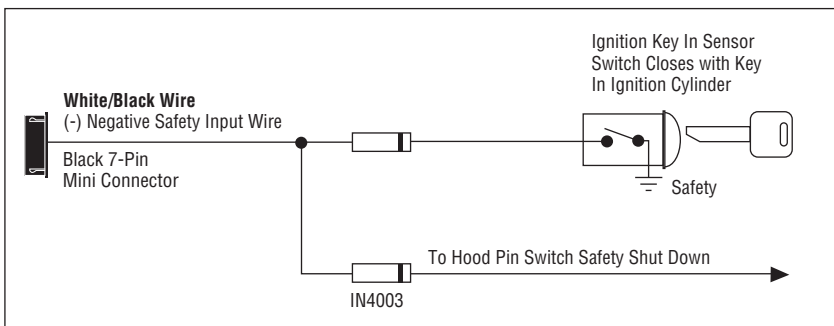 Ignition Key In Sensor
Switch Closes with Key
In Ignition Cylinder
White/Black Wire
(-) Negative Safety Input Wire
Black 7-Pin
Mini Connector
Safety
To Hood Pin Switch Safety Shut Down
IN4003